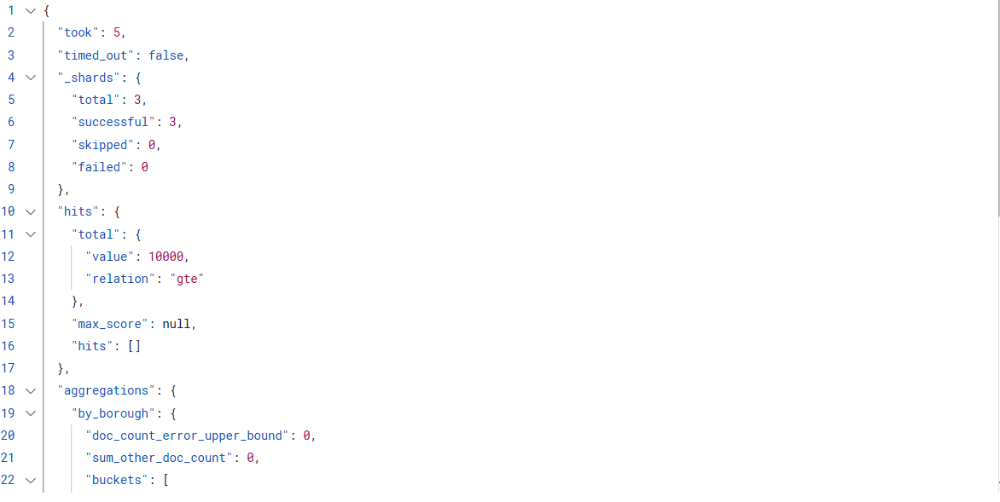 1 {
2 "took": 5,
3 "timed_out": false,
4 "_shards": {
5 "total": 3,
6 "successful": 3,
7 "skipped": 0,
8 "failed": 0
9 },
10 "hits": {
11 "total": {
12 "value": 10000,
13 "relation": "gte"
14 },
15 "max_score": null,
16 "hits": []
17 },
18 "aggregations": {
19 "by_borough": {
20 "doc_count_error_upper_bound": 0,
21 "sum_other_doc_count": 0,
22 "buckets": [